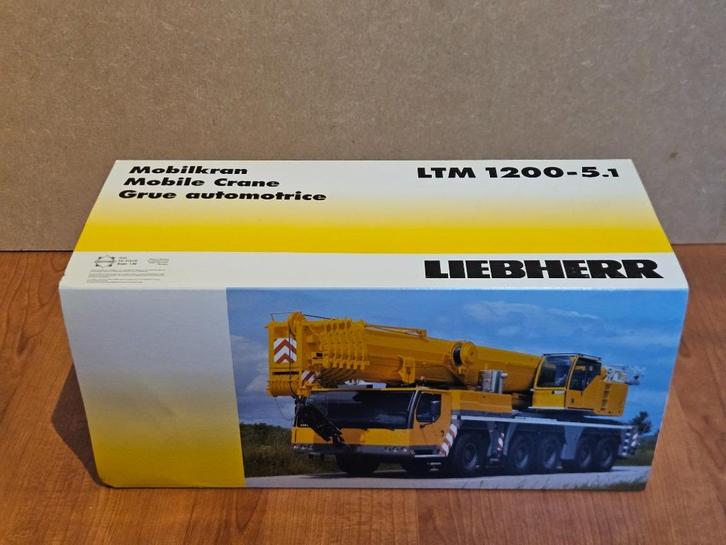 Mobilkran
Mobile Crane
Grue automotrice
LTM 1200-5.1
LIEBHERR